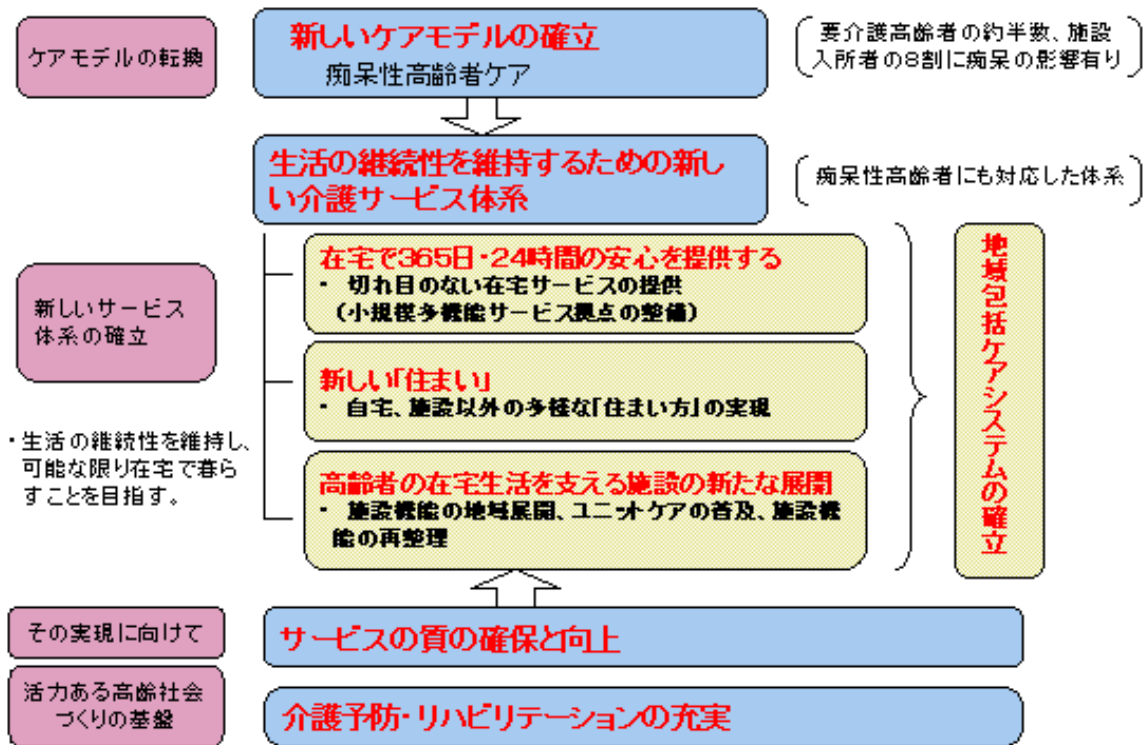 ケアモデルの転換
新しいケアモデルの確立
痴呆性高齢者ケア
要介護高齢者の約半数、施設
入所者の8割に痴呆の影響有り
生活の継続性を維持するための新し
い介護サービス体系
痴呆性高齢者にも対応した体系
新しいサービス
体系の確立
・生活の継続性を維持し、
可能な限り在宅で暮ら
すことを目指す。
在宅で365日・24時間の安心を提供する
・ 切れ目のない在宅サービスの提供
（小規模多機能サービス拠点の整備）
新しい「住まい」
・ 自宅、施設以外の多様な「住まい方」の実現
高齢者の在宅生活を支える施設の新たな展開
・ 施設機能の地域展開、ユニットケアの普及、施設機
能の再整理
地域包括ケアシステムの確立
その実現に向けて
サービスの質の確保と向上
活力ある高齢社会
づくりの基盤
介護予防・リハビリテーションの充実